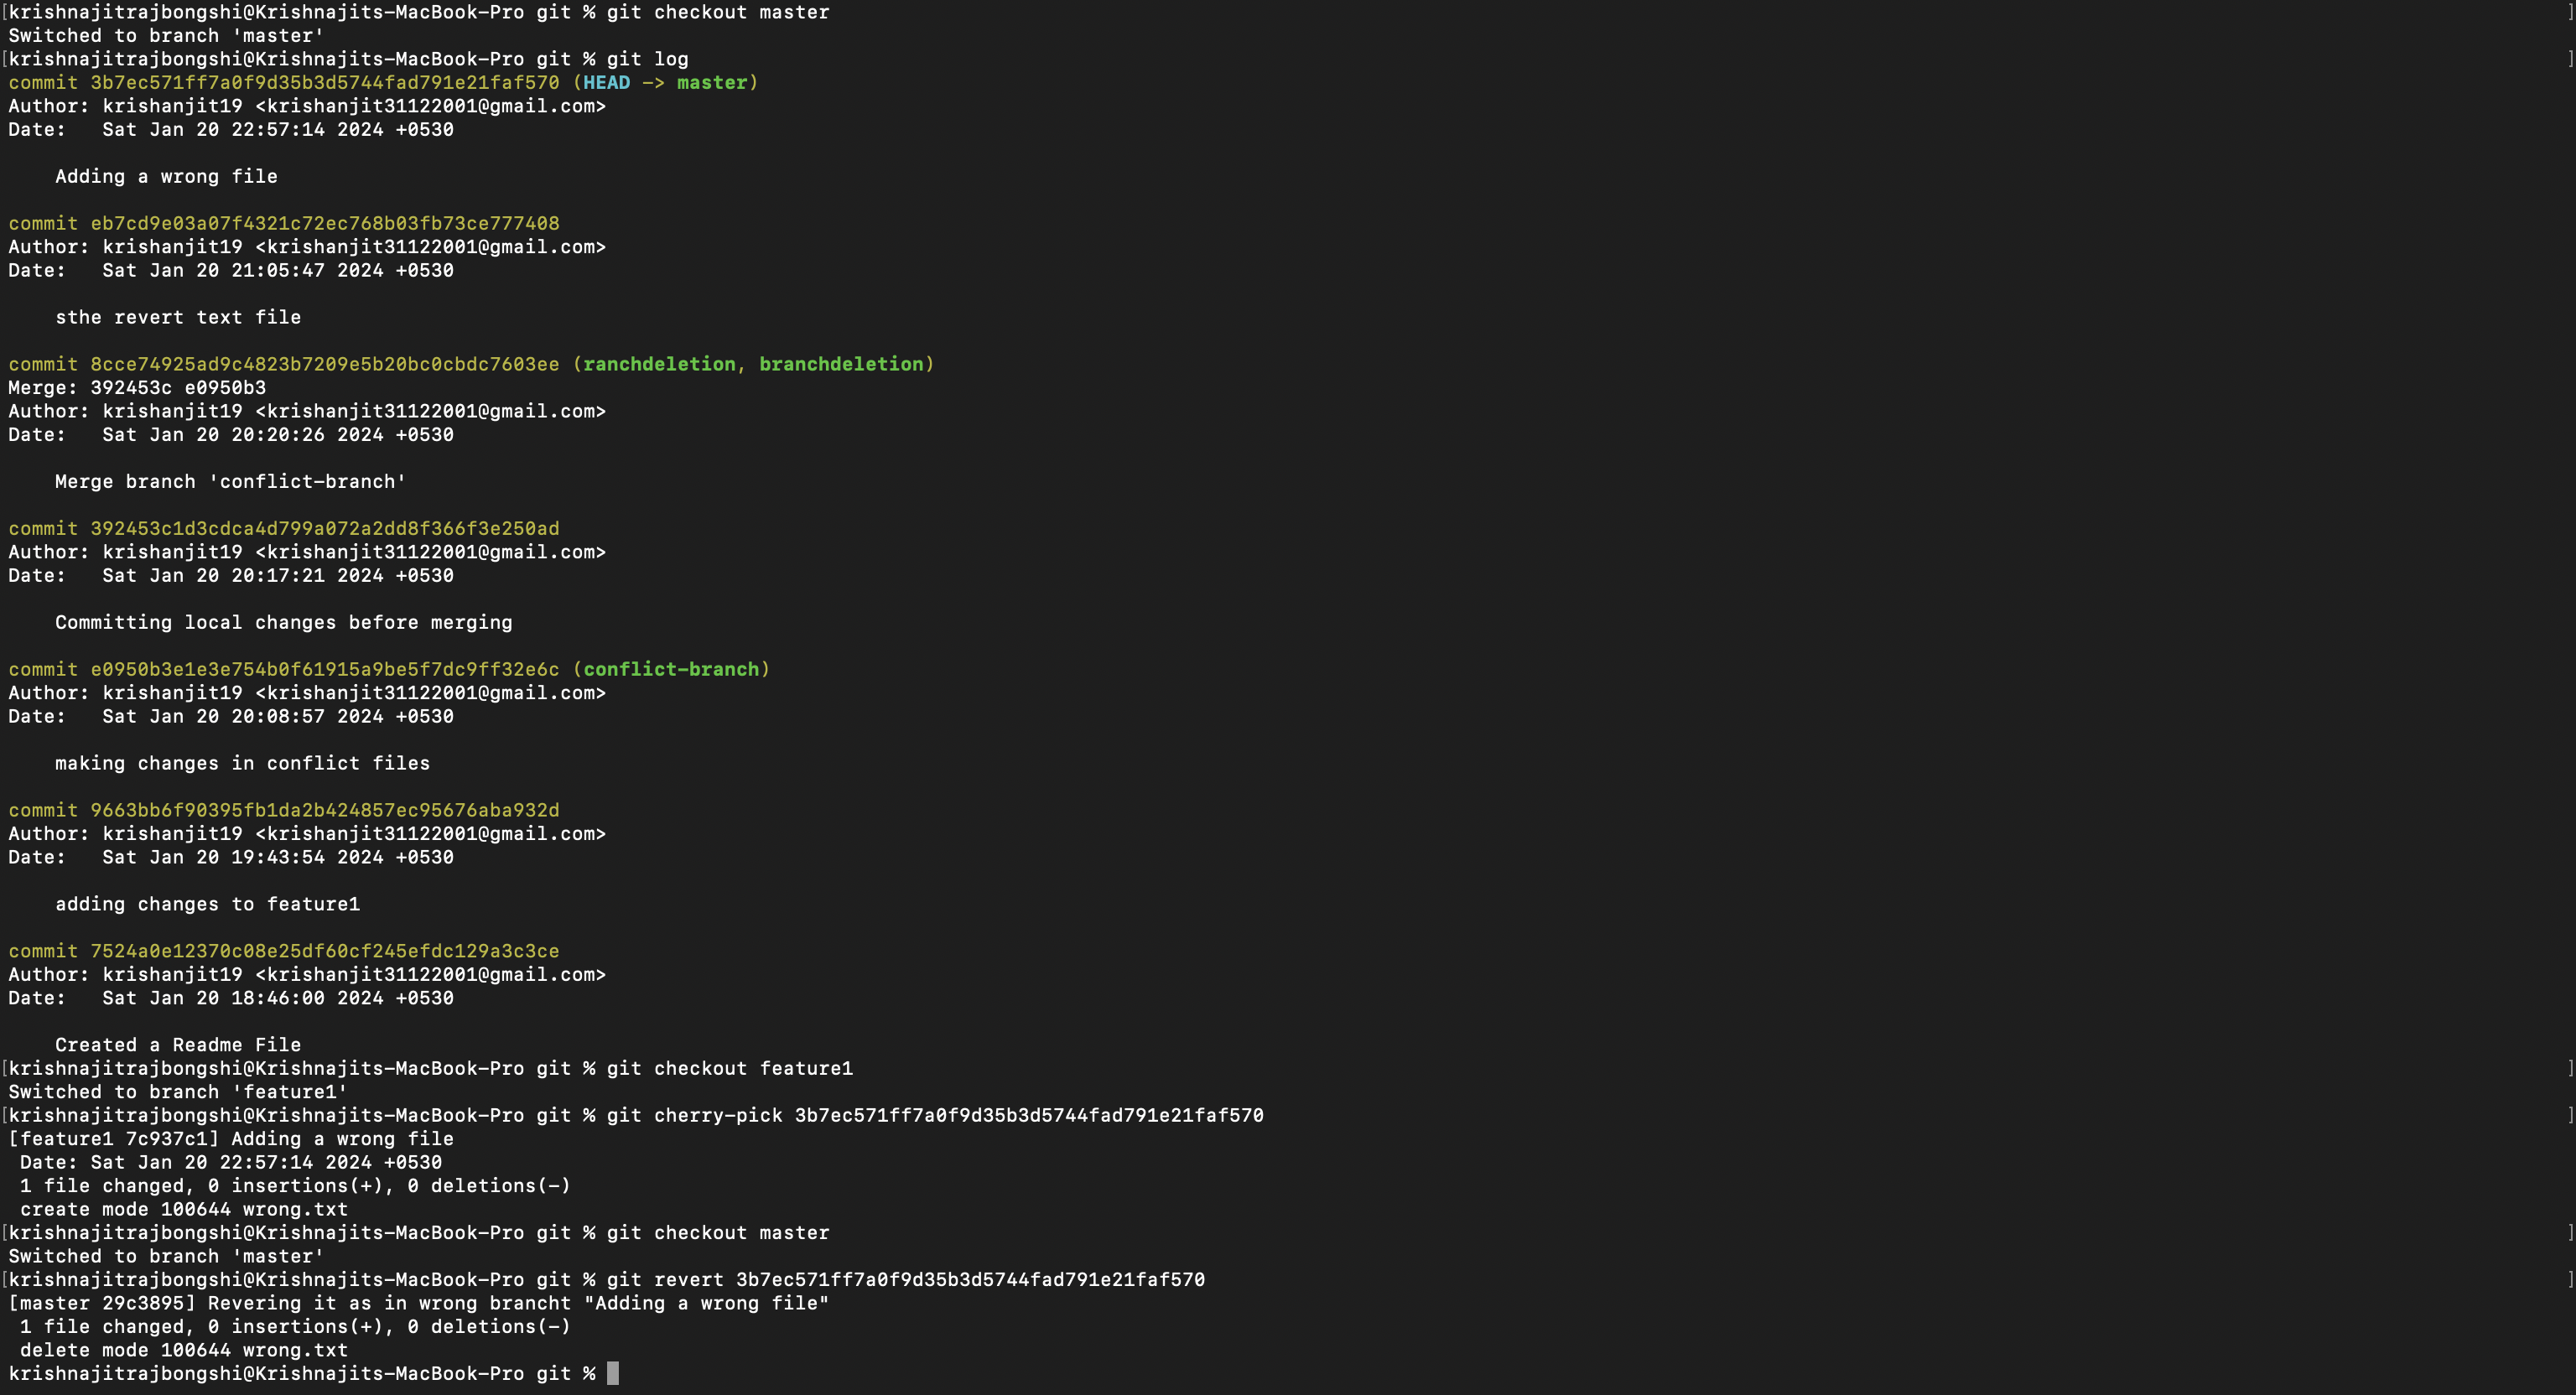 [krishnajitrajbongshi@Krishnajits-MacBook-Pro git % git checkout master ]
Switched to branch 'master'
[krishnajitrajbongshi@Krishnajits-MacBook-Pro git % git log ]
commit 3b7ec571ff7a0f9d35b3d5744fad791e21faf570 (HEAD -> master)
Author: krishanjit19 <krishanjit31122001@gmail.com>
Date:   Sat Jan 20 22:57:14 2024 +0530
    Adding a wrong file
commit eb7cd9e03a07f4321c72ec768b03fb73ce777408
Author: krishanjit19 <krishanjit31122001@gmail.com>
Date:   Sat Jan 20 21:05:47 2024 +0530
    sthe revert text file
commit 8cce74925ad9c4823b7209e5b20bc0cbdc7603ee (ranchdeletion, branchdeletion)
Merge: 392453c e0950b3
Author: krishanjit19 <krishanjit31122001@gmail.com>
Date:   Sat Jan 20 20:20:26 2024 +0530
    Merge branch 'conflict-branch'
commit 392453c1d3cdca4d799a072a2dd8f366f3e250ad
Author: krishanjit19 <krishanjit31122001@gmail.com>
Date:   Sat Jan 20 20:17:21 2024 +0530
    Committing local changes before merging
commit e0950b3e1e3e754b0f61915a9be5f7dc9ff32e6c (conflict-branch)
Author: krishanjit19 <krishanjit31122001@gmail.com>
Date:   Sat Jan 20 20:08:57 2024 +0530
    making changes in conflict files
commit 9663bb6f90395fb1da2b424857ec95676aba932d
Author: krishanjit19 <krishanjit31122001@gmail.com>
Date:   Sat Jan 20 19:43:54 2024 +0530
    adding changes to feature1
commit 7524a0e12370c08e25df60cf245efdc129a3c3ce
Author: krishanjit19 <krishanjit31122001@gmail.com>
Date:   Sat Jan 20 18:46:00 2024 +0530
    Created a Readme File
[krishnajitrajbongshi@Krishnajits-MacBook-Pro git % git checkout feature1 ]
Switched to branch 'feature1'
[krishnajitrajbongshi@Krishnajits-MacBook-Pro git % git cherry-pick 3b7ec571ff7a0f9d35b3d5744fad791e21faf570 ]
[feature1 7c937c1] Adding a wrong file
 Date: Sat Jan 20 22:57:14 2024 +0530
 1 file changed, 0 insertions(+), 0 deletions(-)
 create mode 100644 wrong.txt
[krishnajitrajbongshi@Krishnajits-MacBook-Pro git % git checkout master ]
Switched to branch 'master'
[krishnajitrajbongshi@Krishnajits-MacBook-Pro git % git revert 3b7ec571ff7a0f9d35b3d5744fad791e21faf570 ]
[master 29c3895] Revering it as in wrong brancht "Adding a wrong file"
 1 file changed, 0 insertions(+), 0 deletions(-)
 delete mode 100644 wrong.txt
krishnajitrajbongshi@Krishnajits-MacBook-Pro git %